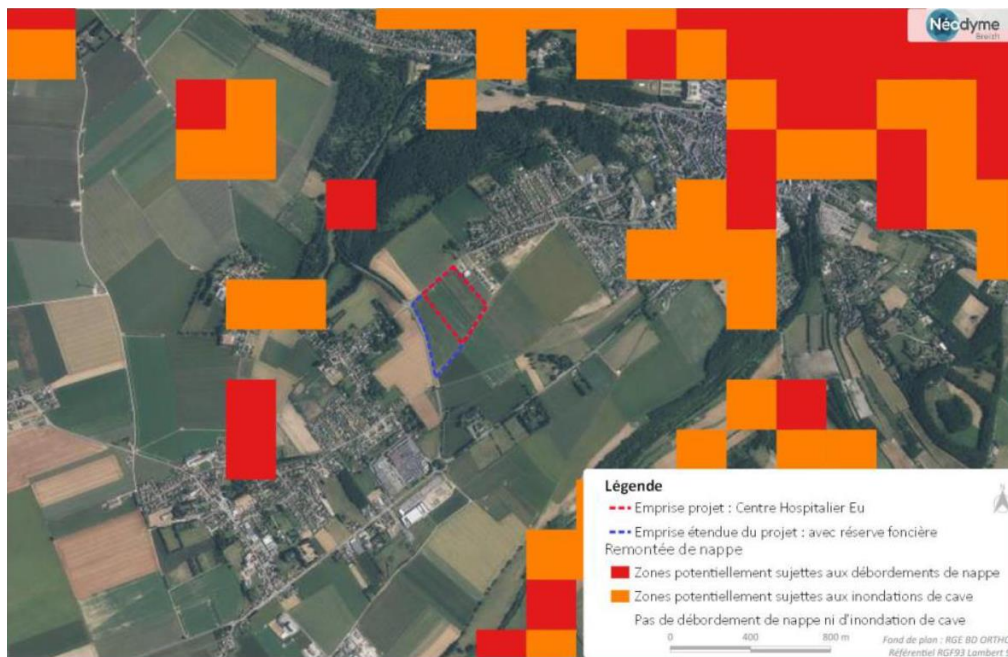 Néodyme
Breizh
Légende
Emprise projet : Centre Hospitalier Eu
Emprise étendue du projet : avec réserve foncière
Remontée de nappe
Zones potentiellement sujettes aux débordements de nappe
Zones potentiellement sujettes aux inondations de cave
Pas de débordement de nappe ni d'inondation de cave
0 400 800 m
Fond de plan : RGE BD ORTHO
Référentiel RGF93 Lambert